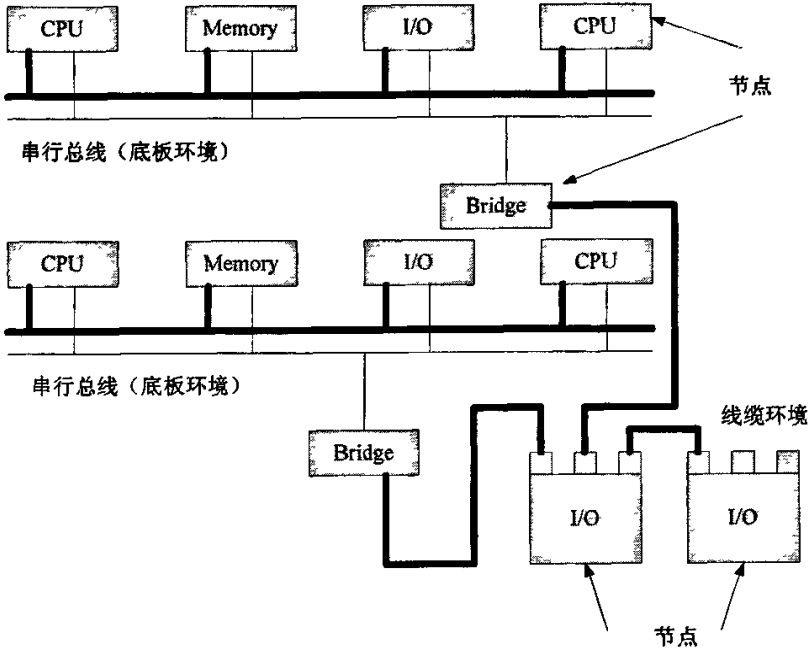 CPU Memory I/O CPU
节点
串行总线（底板环境）
Bridge
CPU Memory I/O CPU
串行总线（底板环境）
线缆环境
Bridge
I/O I/O
节点